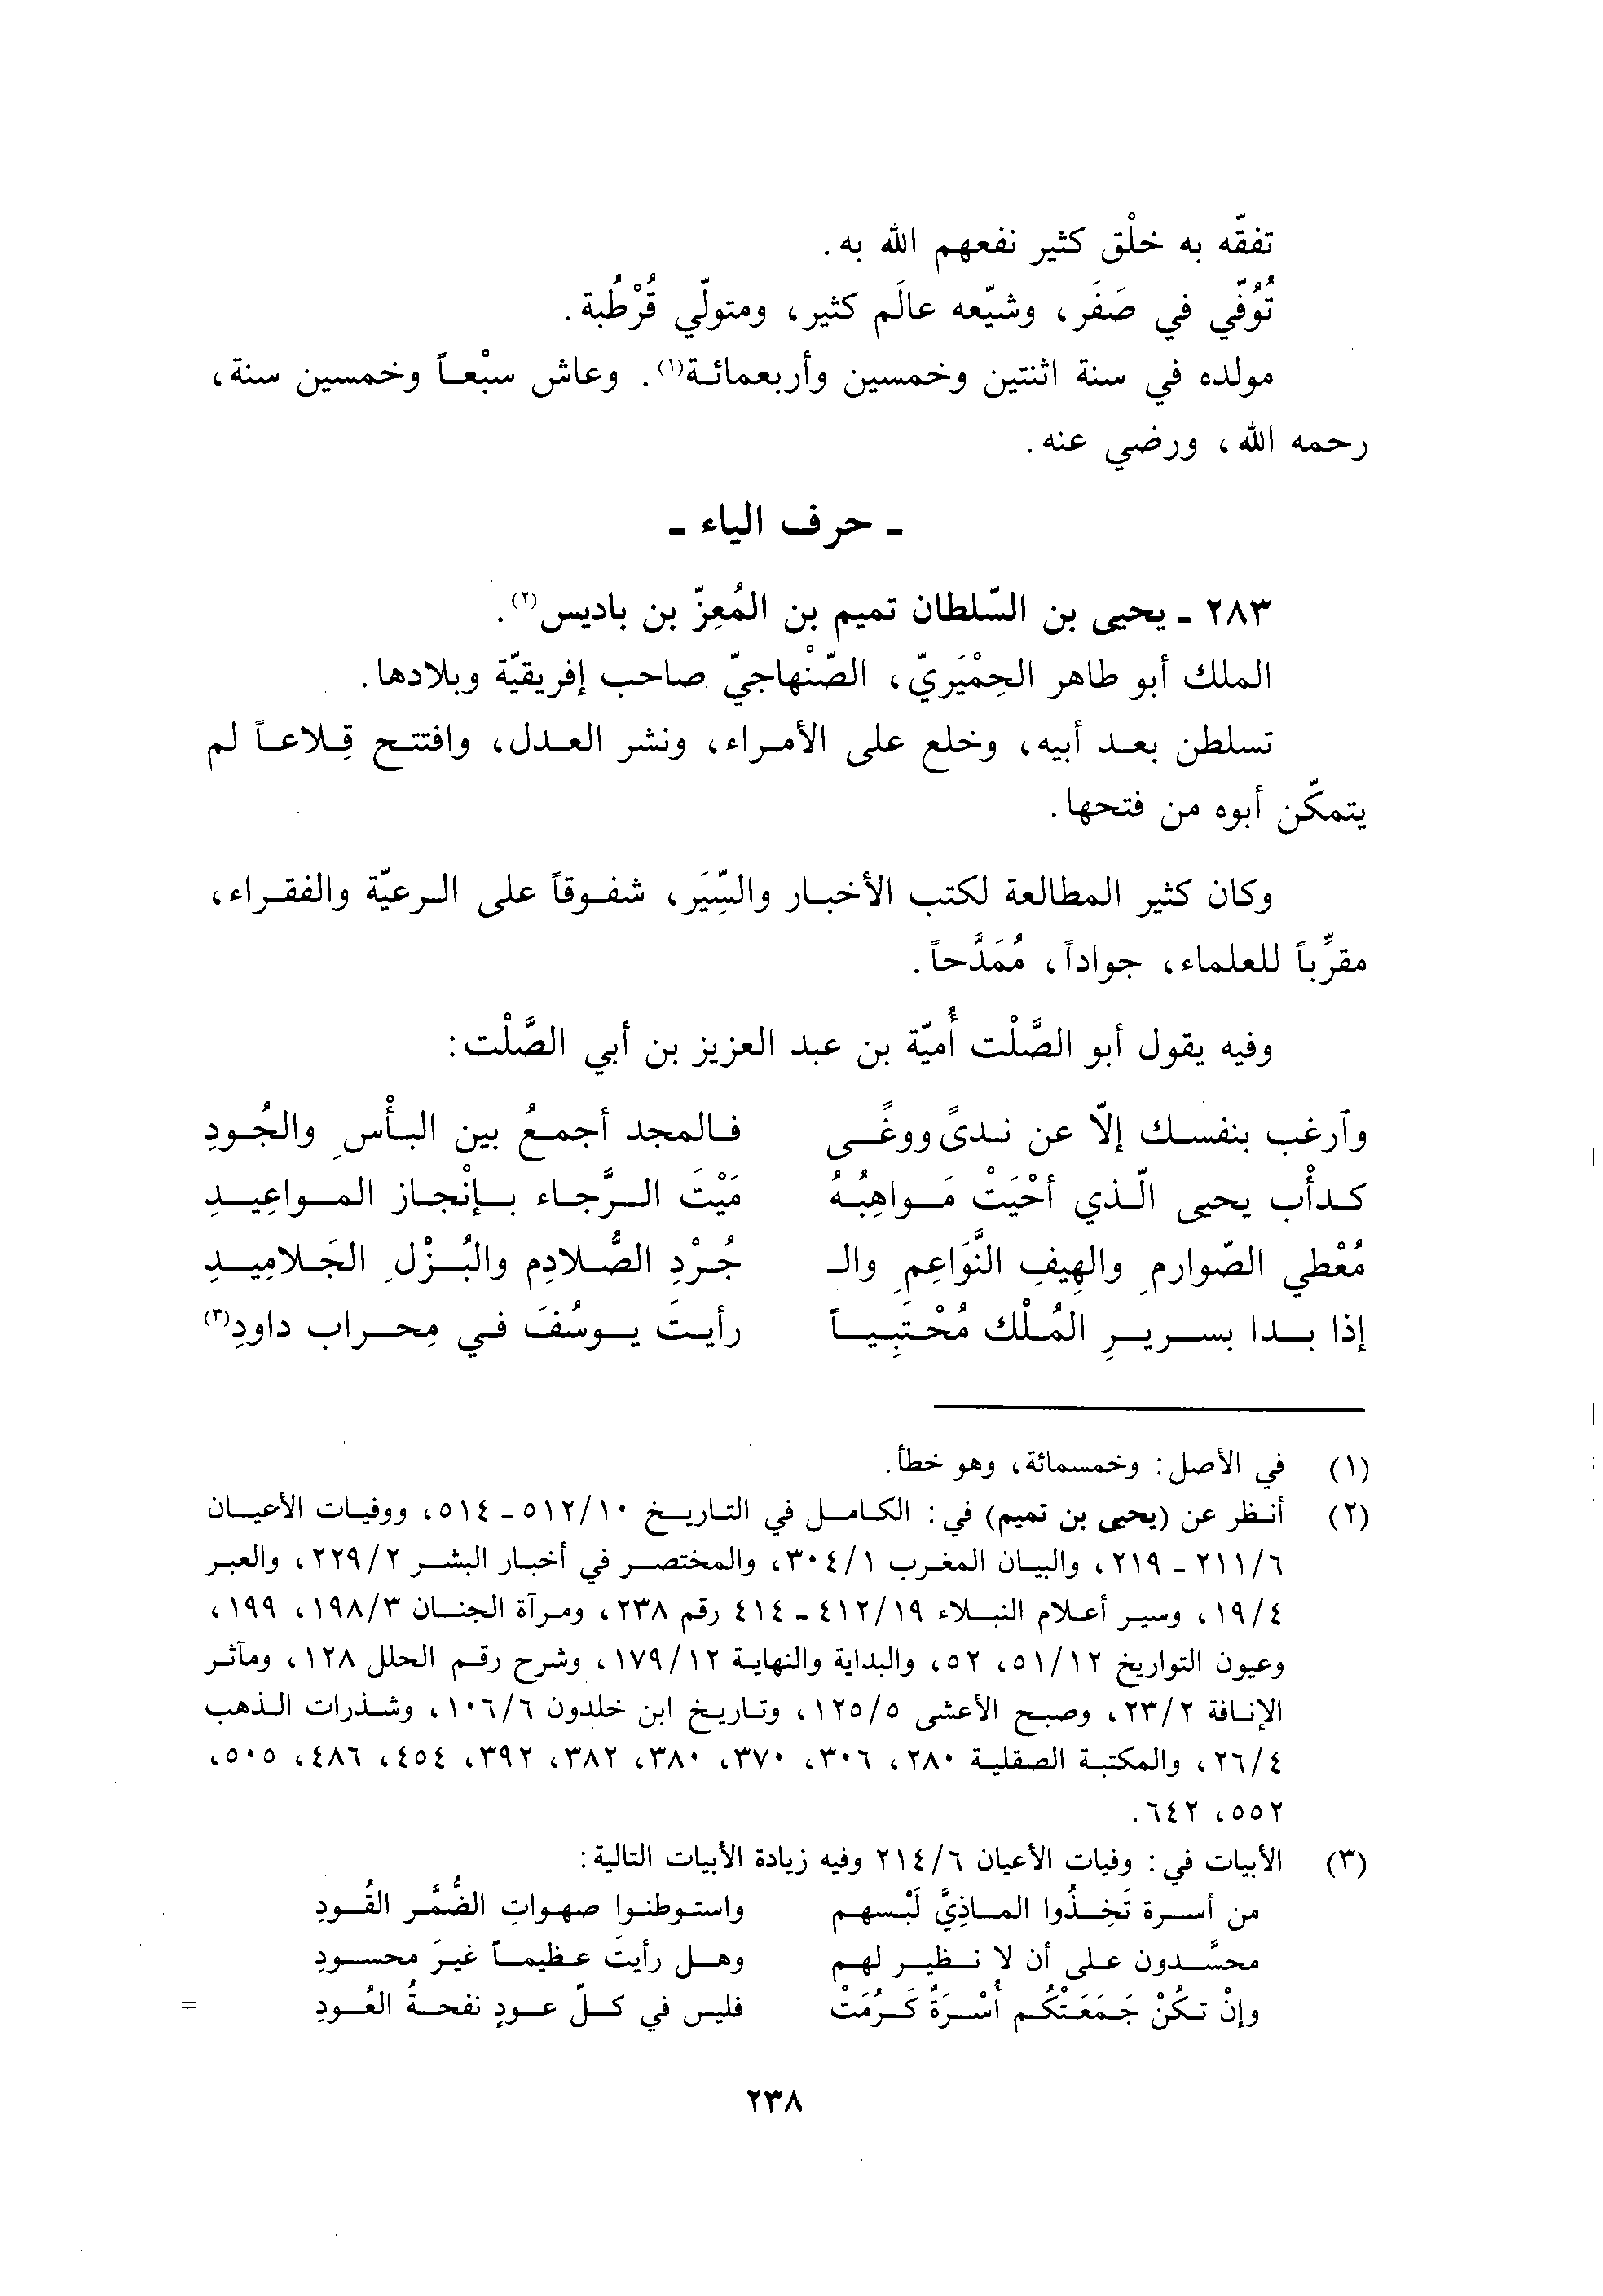 تفقّه به خلْق كثير نفعهم الله به.
تُوُفّي في صَفَر، وشيّعه عالَم كثير، ومتولّي قُرْطُبة.
مولده في سنة اثنتين وخمسين وأربعمائة(١). وعاش سبْعاً وخمسين سنة،
رحمه الله، ورضي عنه.
- حرف الياء -
٢٨٣ - يحيى بن السّلطان تميم بن المُعِزّ بن باديس(٢).
الملك أبو طاهر الحِمْيَريّ، الصّنْهاجيّ صاحب إفريقيّة وبلادها.
تسلطن بعد أبيه، وخلع على الأمراء، ونشر العدل، وافتتح قِلاعاً لم
يتمكّن أبوه من فتحها.
وكان كثير المطالعة لكتب الأخبار والسِّيَر، شفوقاً على الرعيّة والفقراء،
مقرِّباً للعلماء، جواداً، مُمَدَّحاً.
وفيه يقول أبو الصَّلْت أُميّة بن عبد العزيز بن أبي الصَّلْت:
وآرغب بنفسك إلّا عن ندىً ووغًى فالمجد أجمعُ بين البأْسِ والجُودِ
كدأْب يحيى الّذي أحْيَتْ مَواهِبُهُ مَيْتَ الرَّجاء بإنْجاز المواعِيدِ
مُعْطي الصّوارمِ والهِيفِ النَّوَاعِمِ والـ جُرْدِ الصُّلادِم والبُزْلِ الجَلامِيدِ
إذا بدا بسريرِ المُلْك مُحْتَبِياً رأيتَ يوسُفَ في مِحراب داودِ(٣)
(١) في الأصل: وخمسمائة، وهو خطأ.
(٢) أنظر عن (يحيى بن تميم) في: الكامل في التاريخ ٥١٢/١٠ - ٥١٤، ووفيات الأعيان
٢١١/٦ - ٢١٩، والبيان المغرب ٣٠٤/١، والمختصر في أخبار البشر ٢٢٩/٢، والعبر
١٩/٤، وسير أعلام النبلاء ٤١٢/١٩ - ٤١٤ رقم ٢٣٨، ومرآة الجنان ١٩٨/٣، ١٩٩،
وعيون التواريخ ٥١/١٢، ٥٢، والبداية والنهاية ١٧٩/١٢، وشرح رقم الحلل ١٢٨، ومآثر
الإنافة ٢٣/٢، وصبح الأعشى ١٢٥/٥، وتاريخ ابن خلدون ١٠٦/٦، وشذرات الذهب
٢٦/٤، والمكتبة الصقلية ٢٨٠، ٣٠٦، ٣٧٠، ٣٨٠، ٣٨٢، ٣٩٢، ٤٥٤، ٤٨٦، ٥٠٥،
٥٥٢، ٦٤٢.
(٣) الأبيات في: وفيات الأعيان ٢١٤/٦ وفيه زيادة الأبيات التالية:
من أسرة تَخِذُوا الماذِيَّ لَبْسهم واستوطنوا صهواتِ الضُّمَّر القُودِ
محسَّدون على أن لا نظير لهم وهل رأيتَ عظيماً غيرَ محسودِ
وإنْ تكُنْ جَمَعَتْكُم أُسْرَةٌ كَرُمَتْ فليس في كلّ عودٍ نفحةُ العُودِ =
٢٣٨